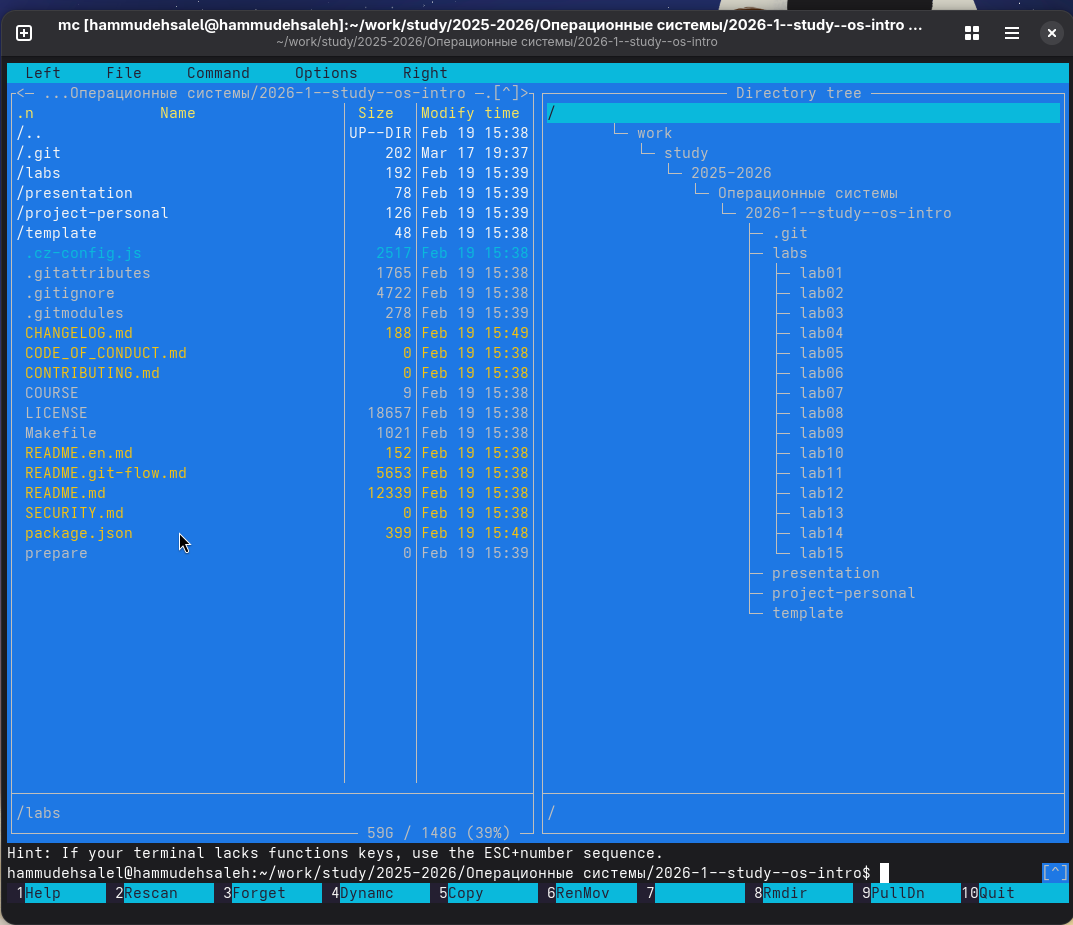 mc [hammudehsalel@hammudehsaleh]:~/work/study/2025-2026/Операционные системы/2026-1--study--os-intro ...
~/work/study/2025-2026/Операционные системы/2026-1--study--os-intro
Left File Command Options Right
<─ ...Операционные системы/2026-1--study--os-intro ─.[^]>
.n Name Size Modify time
/.. UP--DIR Feb 19 15:38
/.git 202 Mar 17 19:37
/labs 192 Feb 19 15:39
/presentation 78 Feb 19 15:39
/project-personal 126 Feb 19 15:39
/template 48 Feb 19 15:38
.cz-config.js 2517 Feb 19 15:38
.gitattributes 1765 Feb 19 15:38
.gitignore 4722 Feb 19 15:38
.gitmodules 278 Feb 19 15:39
CHANGELOG.md 188 Feb 19 15:49
CODE_OF_CONDUCT.md 0 Feb 19 15:38
CONTRIBUTING.md 0 Feb 19 15:38
COURSE 9 Feb 19 15:38
LICENSE 18657 Feb 19 15:38
Makefile 1021 Feb 19 15:38
README.en.md 152 Feb 19 15:38
README.git-flow.md 5653 Feb 19 15:38
README.md 12339 Feb 19 15:38
SECURITY.md 0 Feb 19 15:38
package.json 399 Feb 19 15:48
prepare 0 Feb 19 15:39
/labs
59G / 148G (39%)
Directory tree
/
work
study
2025-2026
Операционные системы
2026-1--study--os-intro
.git
labs
lab01
lab02
lab03
lab04
lab05
lab06
lab07
lab08
lab09
lab10
lab11
lab12
lab13
lab14
lab15
presentation
project-personal
template
/
Hint: If your terminal lacks functions keys, use the ESC+number sequence.
hammudehsalel@hammudehsaleh:~/work/study/2025-2026/Операционные системы/2026-1--study--os-intro$ [^]
1Help 2Rescan 3Forget 4Dynamc 5Copy 6RenMov 7 8Rmdir 9PullDn 10Quit